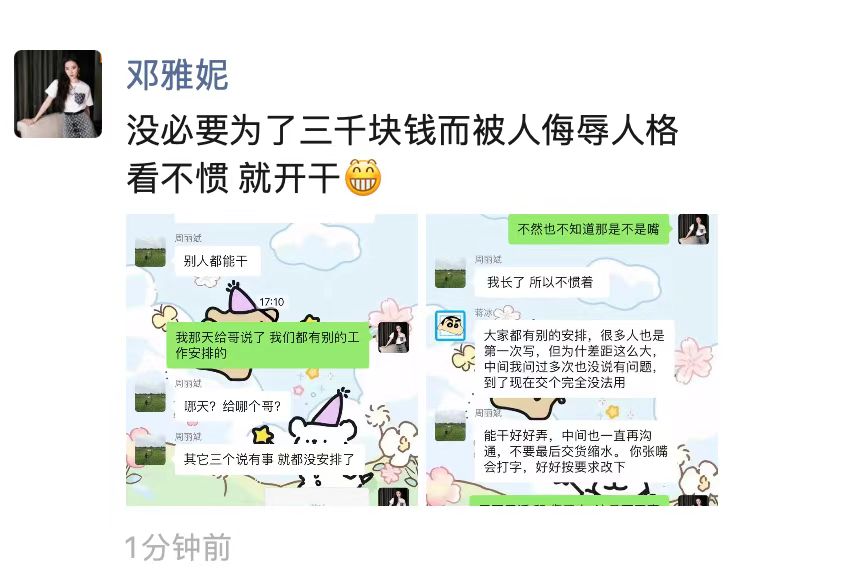 邓雅妮
没必要为了三千块钱而被人侮辱人格
看不惯 就开干😁
周丽斌
别人都能干
17:10
我那天给哥说了 我们都有别的工
作安排的
周丽斌
哪天？给哪个哥？
周丽斌
其它三个说有事 就都没安排了
不然也不知道那是不是嘴
周丽斌
我长了 所以不惯着
蒋冰
大家都有别的安排，很多人也是
第一次写，但为什差距这么大，
中间我问过多次也没说有问题，
到了现在交个完全没法用
周丽斌
能干好好弄，中间也一直再沟
通，不要最后交货缩水。你张嘴
会打字，好好按要求改下
1分钟前